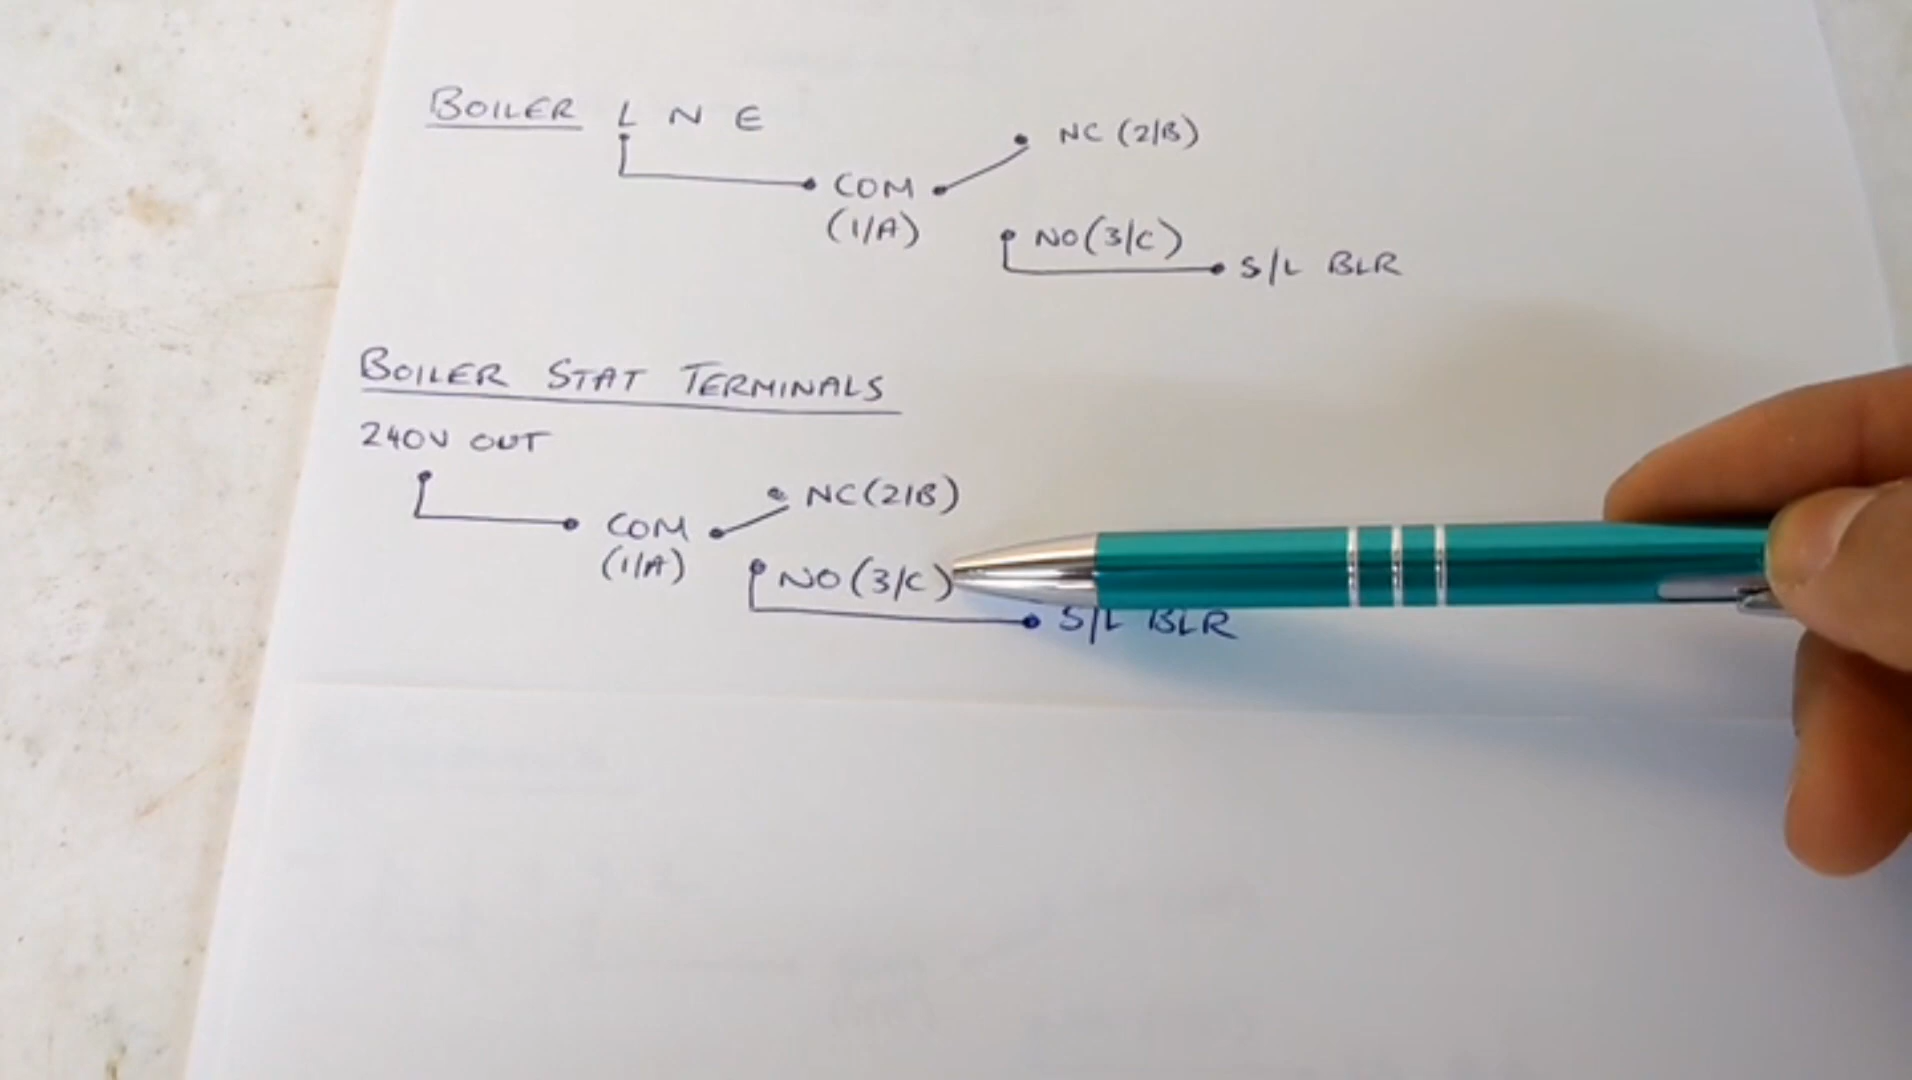 BOILER L N E
NC (2/B)
COM
(1/A)
NO (3/C)
S/L BLR
BOILER STAT TERMINALS
240V OUT
NC (2/B)
COM
(1/A)
NO (3/C)
S/L BLR